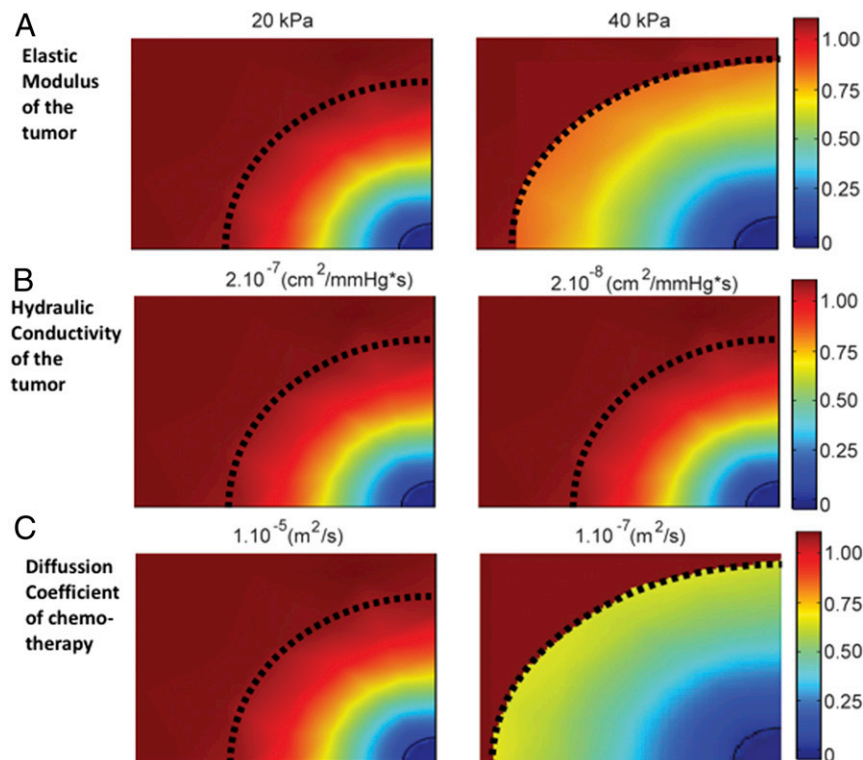 A
Elastic
Modulus
of the
tumor
20 kPa
40 kPa
1.00
0.75
0.50
0.25
0
B
Hydraulic
Conductivity
of the
tumor
2.10-7(cm2/mmHg*s)
2.10-8(cm2/mmHg*s)
1.00
0.75
0.50
0.25
0
C
Diffussion
Coefficient
of chemo-
therapy
1.10-5(m2/s)
1.10-7(m2/s)
1.00
0.75
0.50
0.25
0